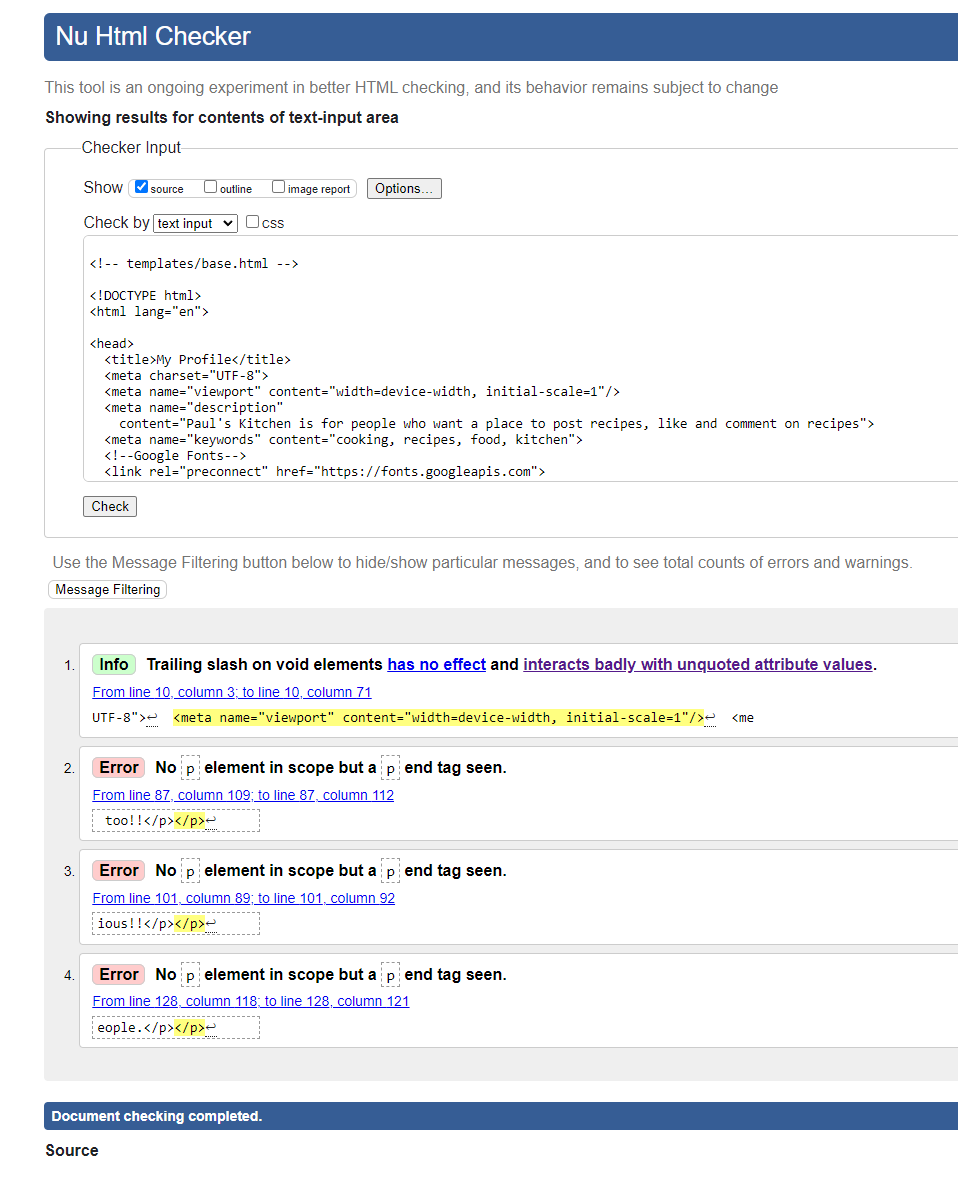 Nu Html Checker
This tool is an ongoing experiment in better HTML checking, and its behavior remains subject to change
Showing results for contents of text-input area
Checker Input
Show source outline image report Options...
Check by text input css
<!-- templates/base.html -->
<!DOCTYPE html>
<html lang="en">
<head>
<title>My Profile</title>
<meta charset="UTF-8">
<meta name="viewport" content="width=device-width, initial-scale=1"/>
<meta name="description"
content="Paul's Kitchen is for people who want a place to post recipes, like and comment on recipes">
<meta name="keywords" content="cooking, recipes, food, kitchen">
<!--Google Fonts-->
<link rel="preconnect" href="https://fonts.googleapis.com">
Check
Use the Message Filtering button below to hide/show particular messages, and to see total counts of errors and warnings.
Message Filtering
1. Info Trailing slash on void elements has no effect and interacts badly with unquoted attribute values.
From line 10, column 3; to line 10, column 71
UTF-8">↩ <meta name="viewport" content="width=device-width, initial-scale=1"/>↩ <me
2. Error No p element in scope but a p end tag seen.
From line 87, column 109; to line 87, column 112
too!!</p></p>↩
3. Error No p element in scope but a p end tag seen.
From line 101, column 89; to line 101, column 92
ious!!</p></p>↩
4. Error No p element in scope but a p end tag seen.
From line 128, column 118; to line 128, column 121
eople.</p></p>↩
Document checking completed.
Source